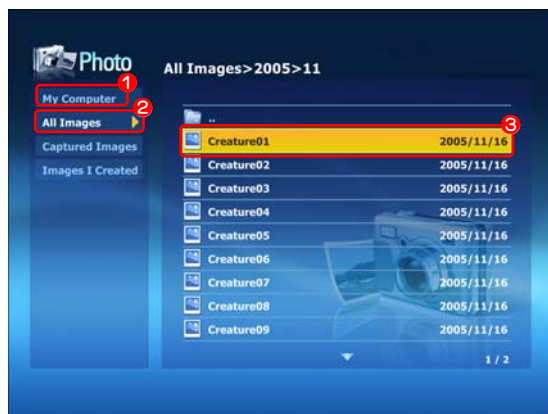 Photo
All Images>2005>11
1
My Computer
2
All Images
Captured Images
Images I Created
..
3
Creature01 2005/11/16
Creature02 2005/11/16
Creature03 2005/11/16
Creature04 2005/11/16
Creature05 2005/11/16
Creature06 2005/11/16
Creature07 2005/11/16
Creature08 2005/11/16
Creature09 2005/11/16
1 / 2